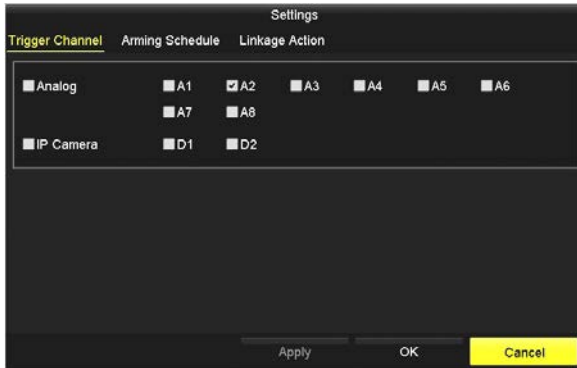 Settings
Trigger Channel Arming Schedule Linkage Action
Analog A1 A2 A3 A4 A5 A6
A7 A8
IP Camera D1 D2
Apply OK Cancel